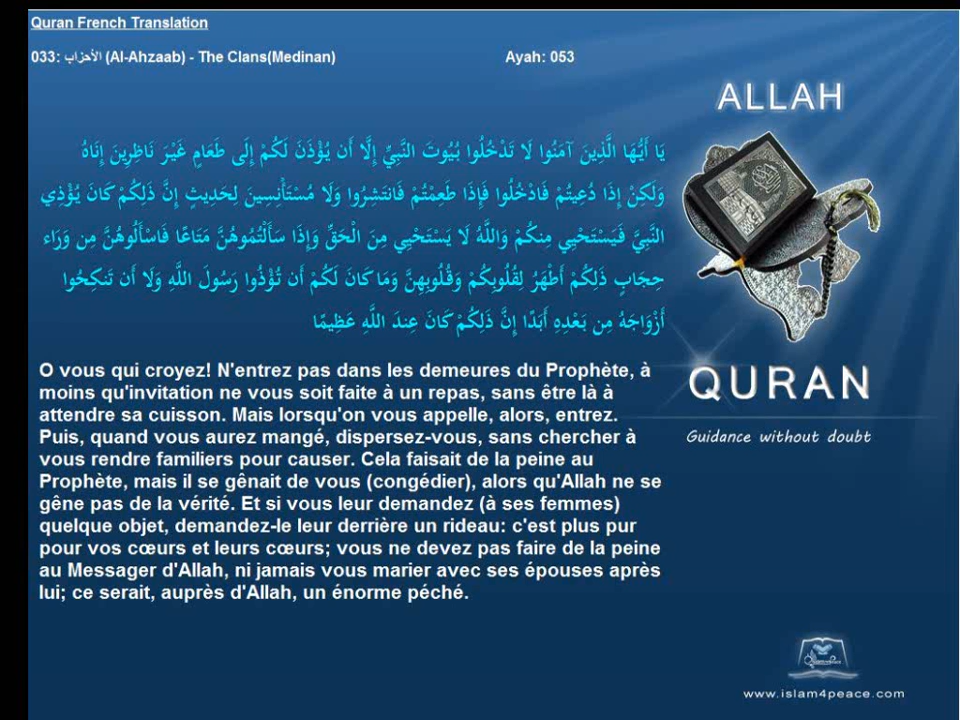 Quran French Translation
033: الأحزاب (Al-Ahzaab) - The Clans(Medinan) Ayah: 053
ALLAH
يَا أَيُّهَا الَّذِينَ آمَنُوا لَا تَدْخُلُوا بُيُوتَ النَّبِيِّ إِلَّا أَن يُؤْذَنَ لَكُمْ إِلَى طَعَامٍ غَيْرَ نَاظِرِينَ إِنَاهُ
وَلَكِنْ إِذَا دُعِيتُمْ فَادْخُلُوا فَإِذَا طَعِمْتُمْ فَانتَشِرُوا وَلَا مُسْتَأْنِسِينَ لِحَدِيثٍ إِنَّ ذَلِكُمْ كَانَ يُؤْذِي
النَّبِيَّ فَيَسْتَحْيِي مِنكُمْ وَاللَّهُ لَا يَسْتَحْيِي مِنَ الْحَقِّ وَإِذَا سَأَلْتُمُوهُنَّ مَتَاعًا فَاسْأَلُوهُنَّ مِن وَرَاء
حِجَابٍ ذَلِكُمْ أَطْهَرُ لِقُلُوبِكُمْ وَقُلُوبِهِنَّ وَمَا كَانَ لَكُمْ أَن تُؤْذُوا رَسُولَ اللَّهِ وَلَا أَن تَنكِحُوا
أَزْوَاجَهُ مِن بَعْدِهِ أَبَدًا إِنَّ ذَلِكُمْ كَانَ عِندَ اللَّهِ عَظِيمًا
O vous qui croyez! N'entrez pas dans les demeures du Prophète, à
moins qu'invitation ne vous soit faite à un repas, sans être là à
attendre sa cuisson. Mais lorsqu'on vous appelle, alors, entrez.
Puis, quand vous aurez mangé, dispersez-vous, sans chercher à
vous rendre familiers pour causer. Cela faisait de la peine au
Prophète, mais il se gênait de vous (congédier), alors qu'Allah ne se
gêne pas de la vérité. Et si vous leur demandez (à ses femmes)
quelque objet, demandez-le leur derrière un rideau: c'est plus pur
pour vos cœurs et leurs cœurs; vous ne devez pas faire de la peine
au Messager d'Allah, ni jamais vous marier avec ses épouses après
lui; ce serait, auprès d'Allah, un énorme péché.
QURAN
Guidance without doubt
www.islam4peace.com